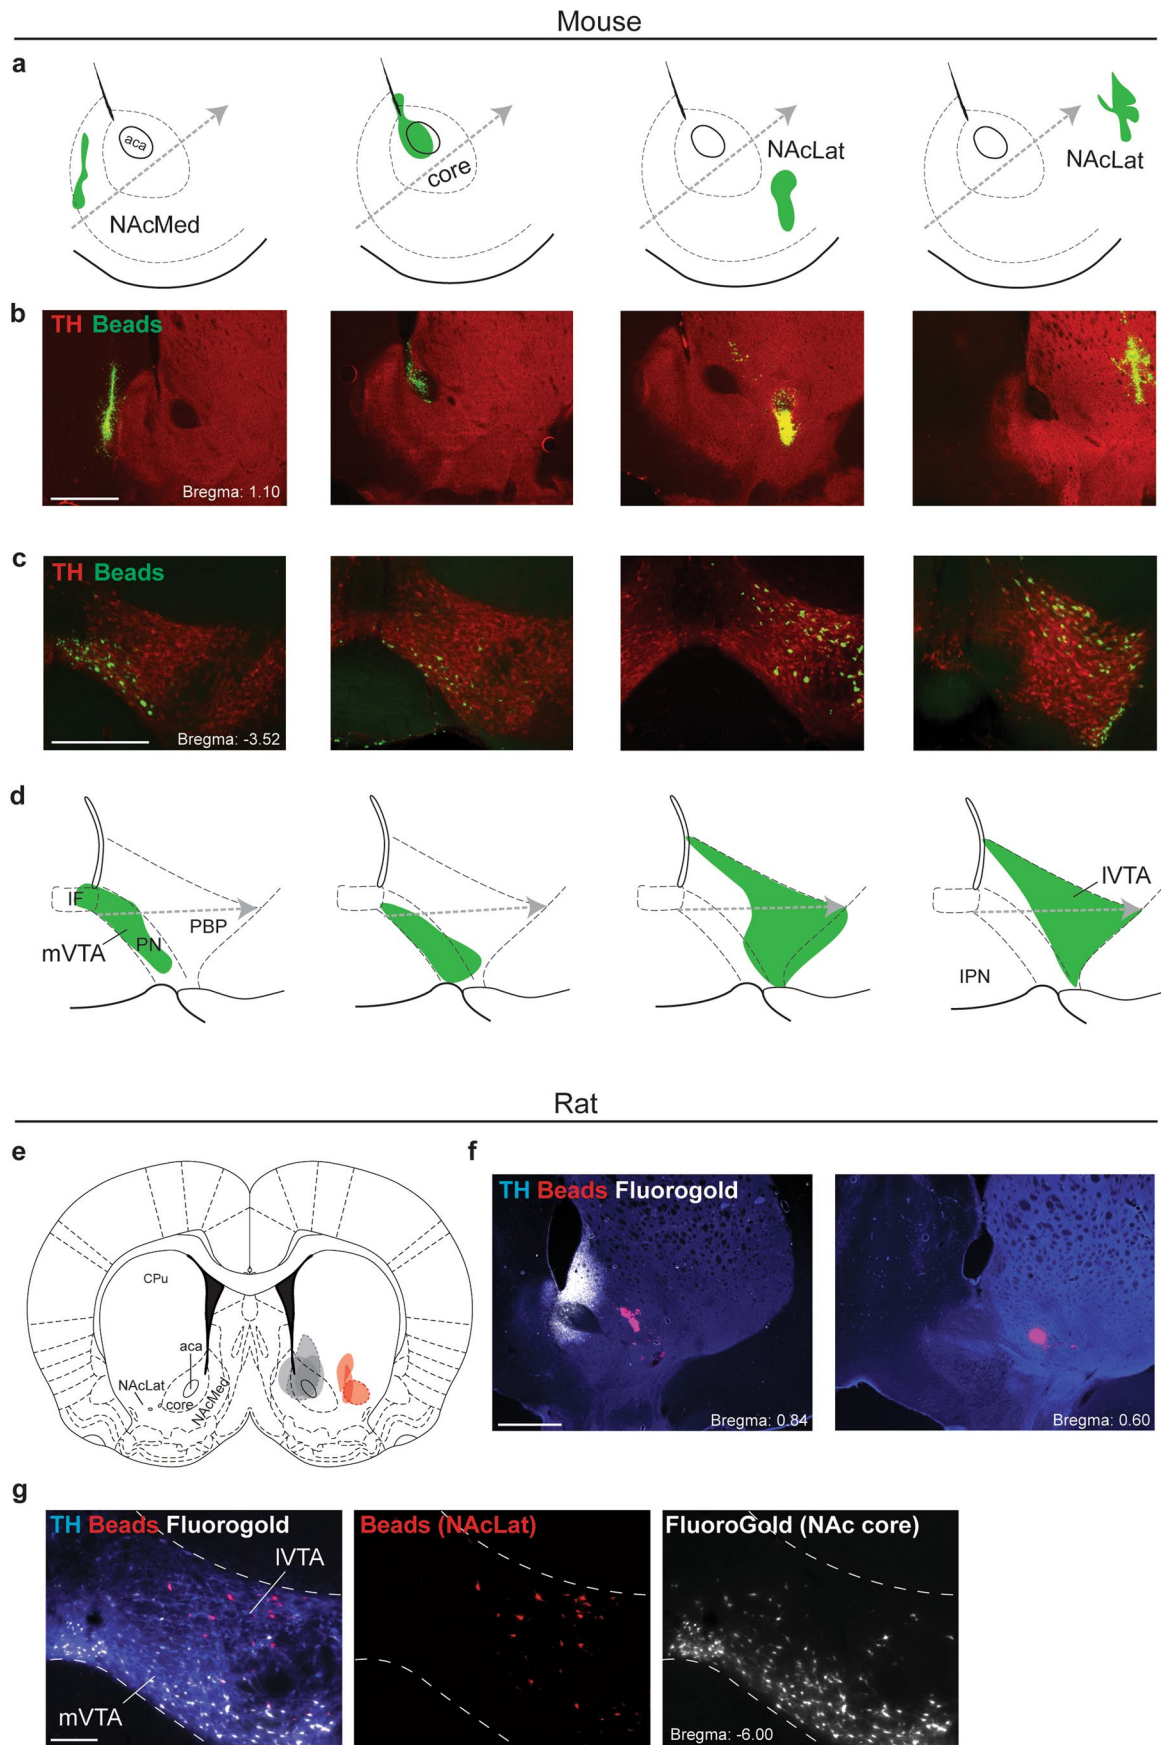 Mouse
a
aca
NAcMed
core
NAcLat
NAcLat
b
TH Beads
Bregma: 1.10
c
TH Beads
Bregma: -3.52
d
IF
PBP
PN
mVTA
lVTA
IPN
Rat
e
CPu
aca
NAcLat
core
NAcMed
f
TH Beads Fluorogold
Bregma: 0.84
Bregma: 0.60
g
TH Beads Fluorogold
lVTA
mVTA
Beads (NAcLat)
FluoroGold (NAc core)
Bregma: -6.00